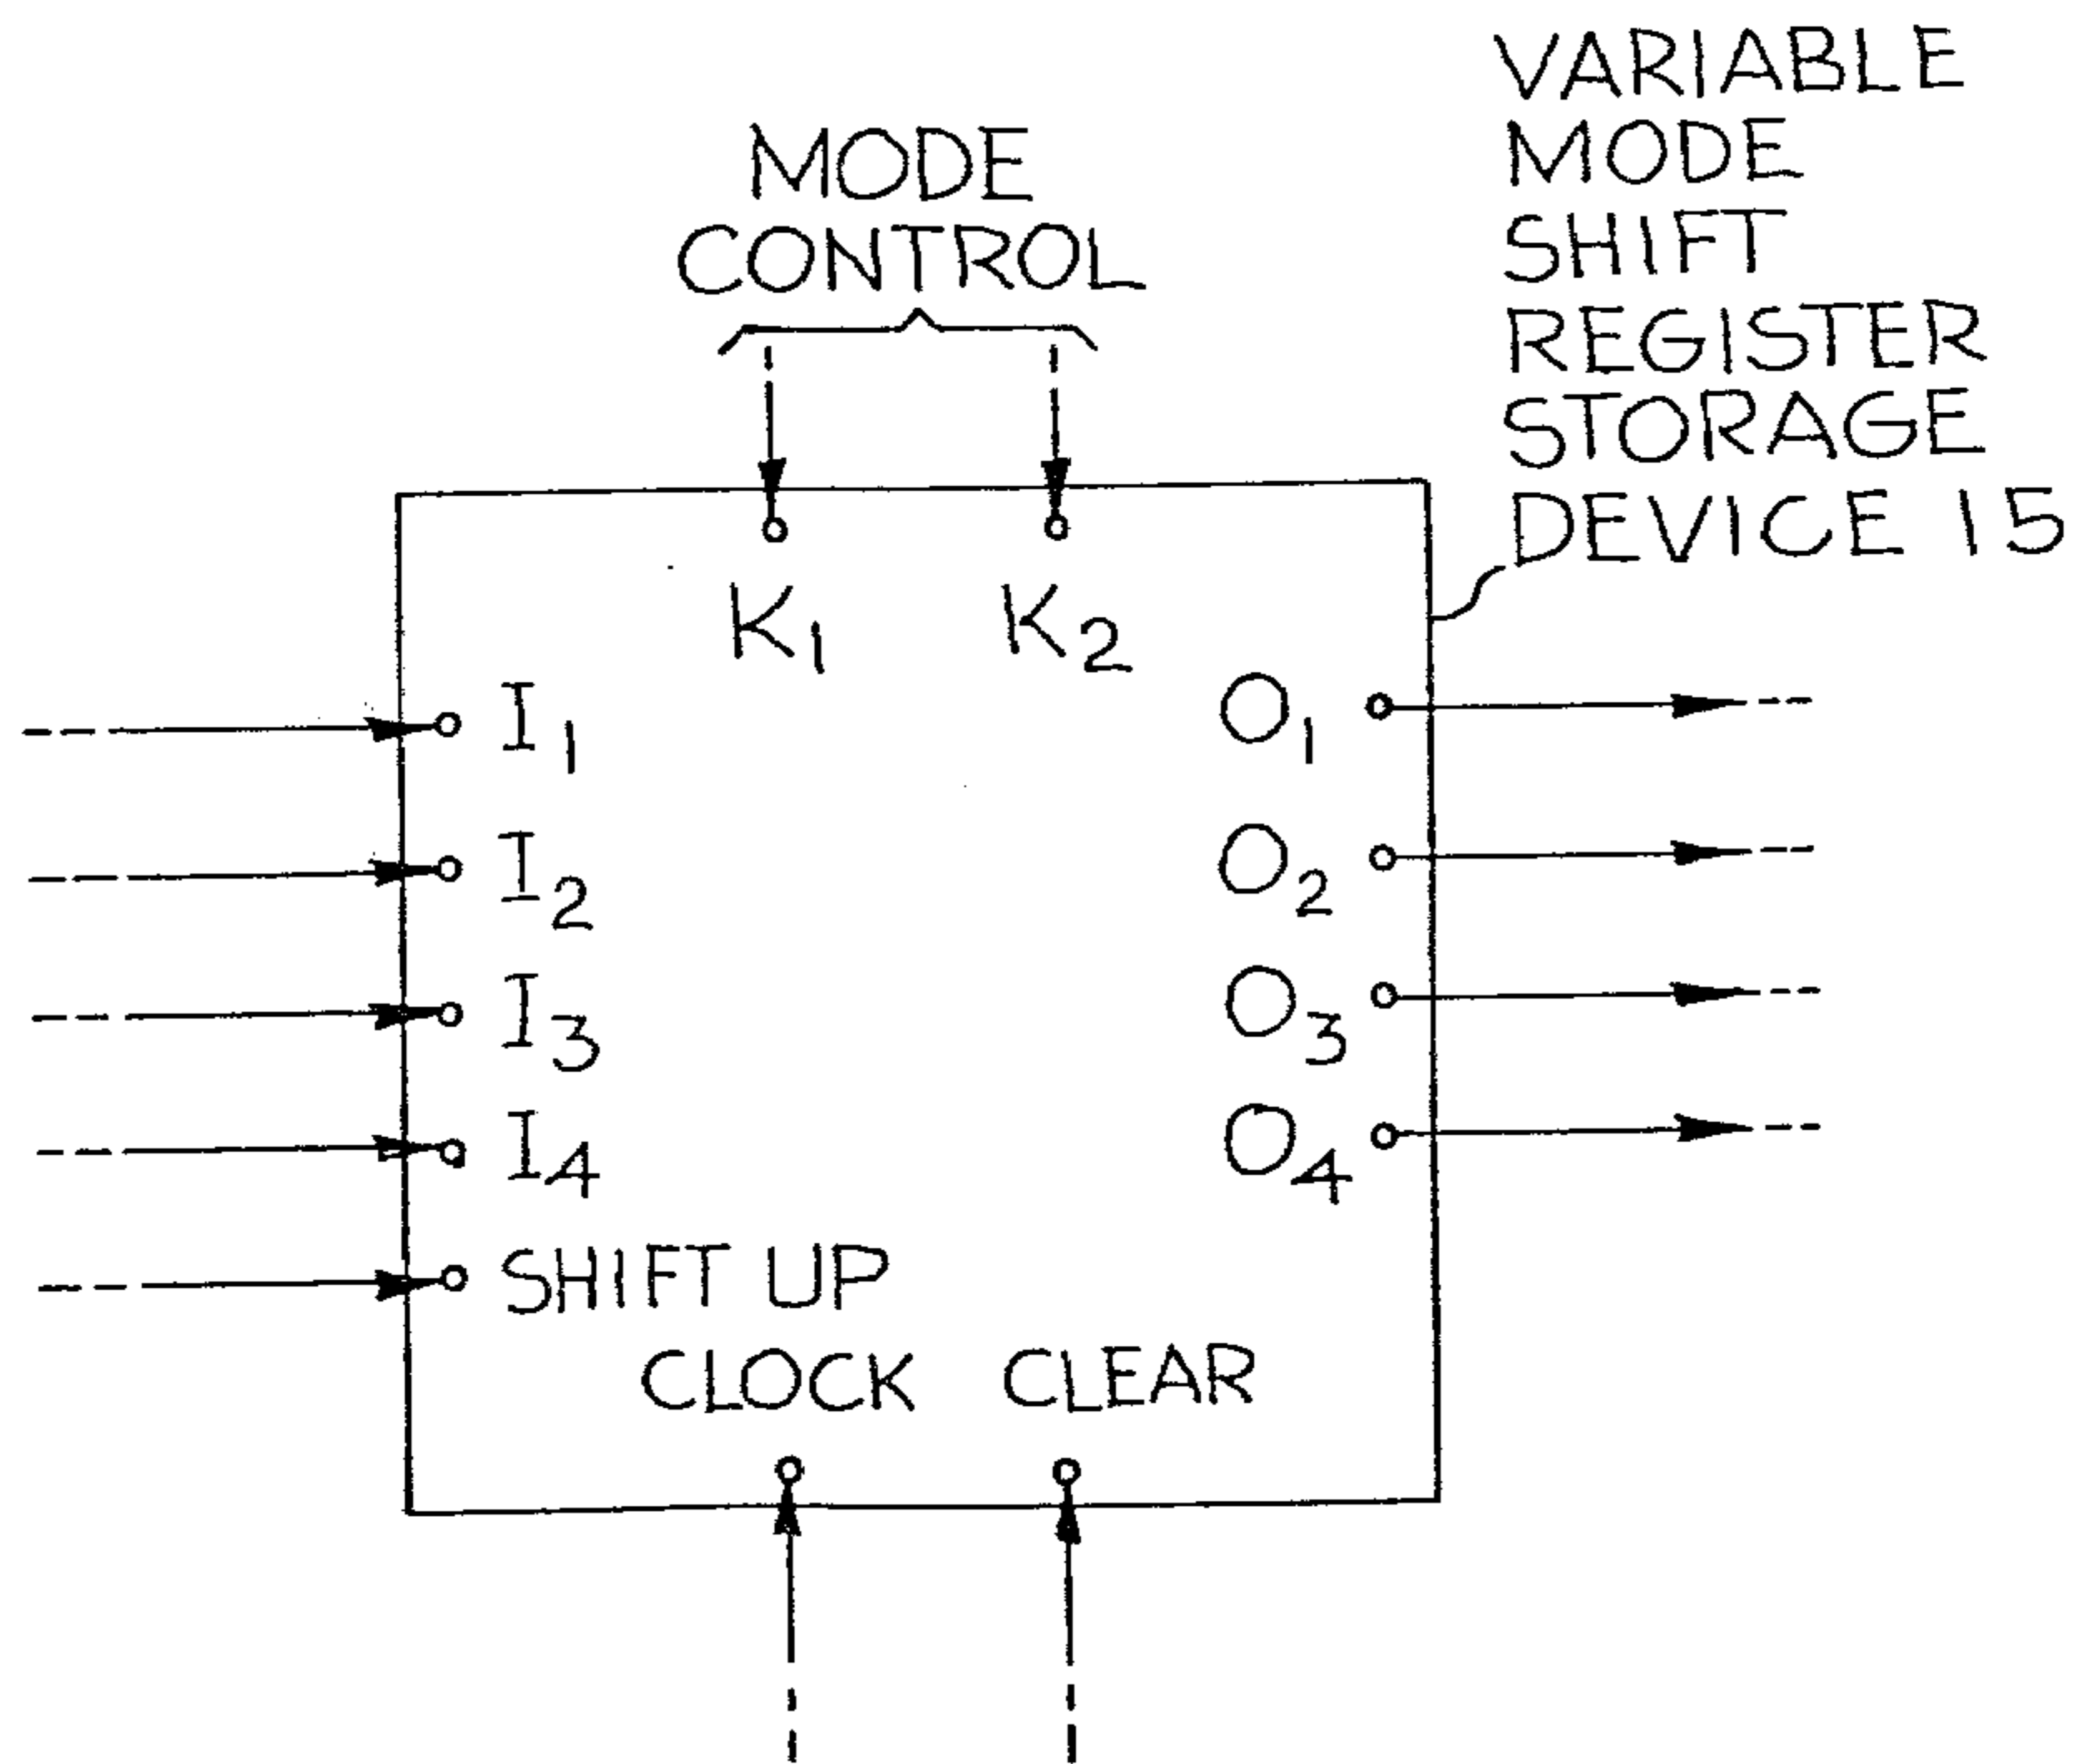 VARIABLE
MODE
SHIFT
REGISTER
STORAGE
DEVICE 15
MODE
CONTROL
K1 K2
I1 O1
I2 O2
I3 O3
I4 O4
SHIFT UP
CLOCK CLEAR